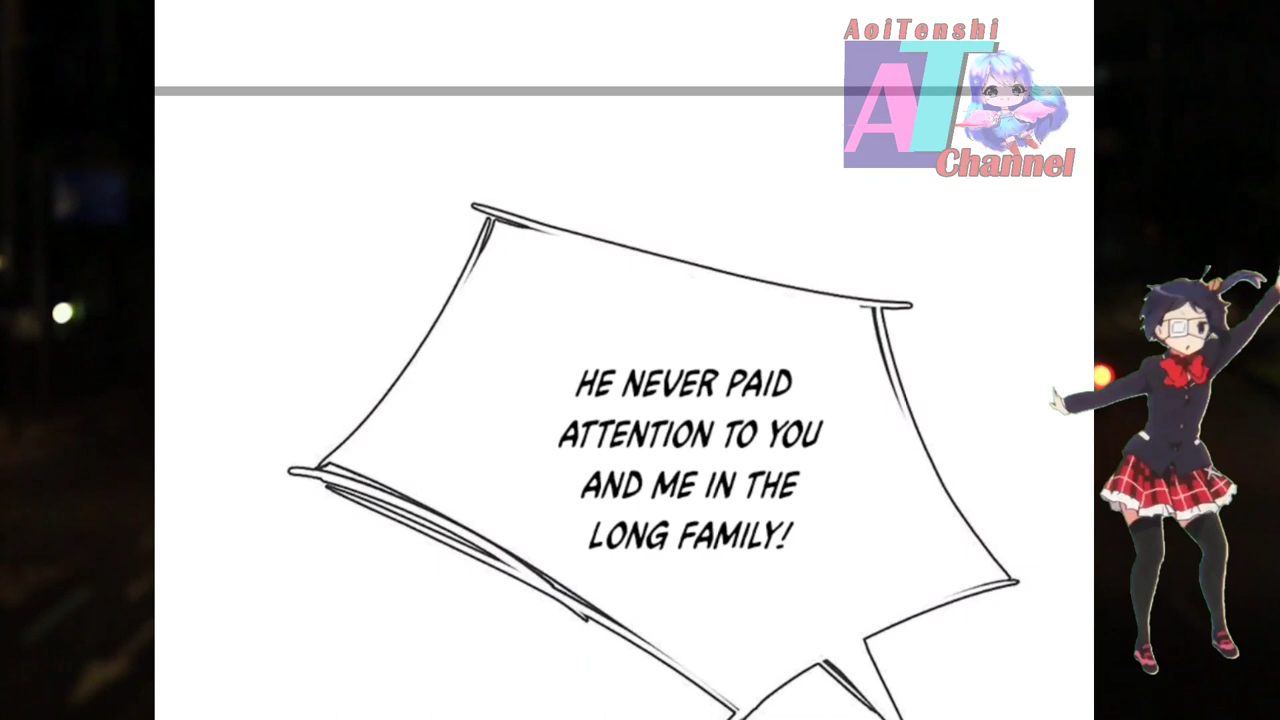 AoiTenshi
AT
Channel
HE NEVER PAID
ATTENTION TO YOU
AND ME IN THE
LONG FAMILY!